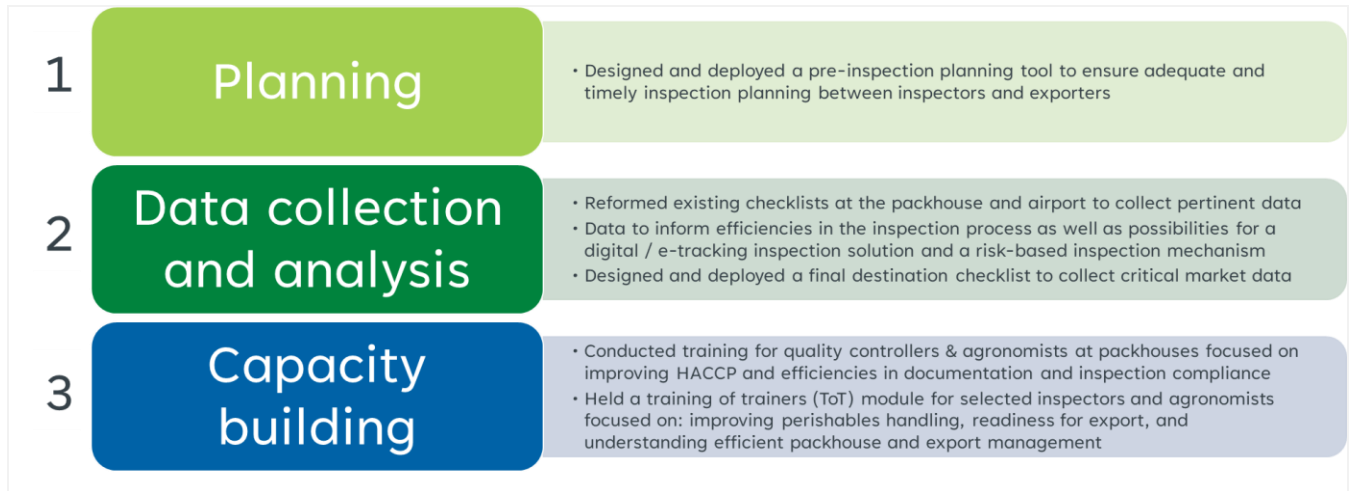 1
Planning
• Designed and deployed a pre-inspection planning tool to ensure adequate and
timely inspection planning between inspectors and exporters
2
Data collection
and analysis
• Reformed existing checklists at the packhouse and airport to collect pertinent data
• Data to inform efficiencies in the inspection process as well as possibilities for a
digital / e-tracking inspection solution and a risk-based inspection mechanism
• Designed and deployed a final destination checklist to collect critical market data
3
Capacity
building
• Conducted training for quality controllers & agronomists at packhouses focused on
improving HACCP and efficiencies in documentation and inspection compliance
• Held a training of trainers (ToT) module for selected inspectors and agronomists
focused on: improving perishables handling, readiness for export, and
understanding efficient packhouse and export management